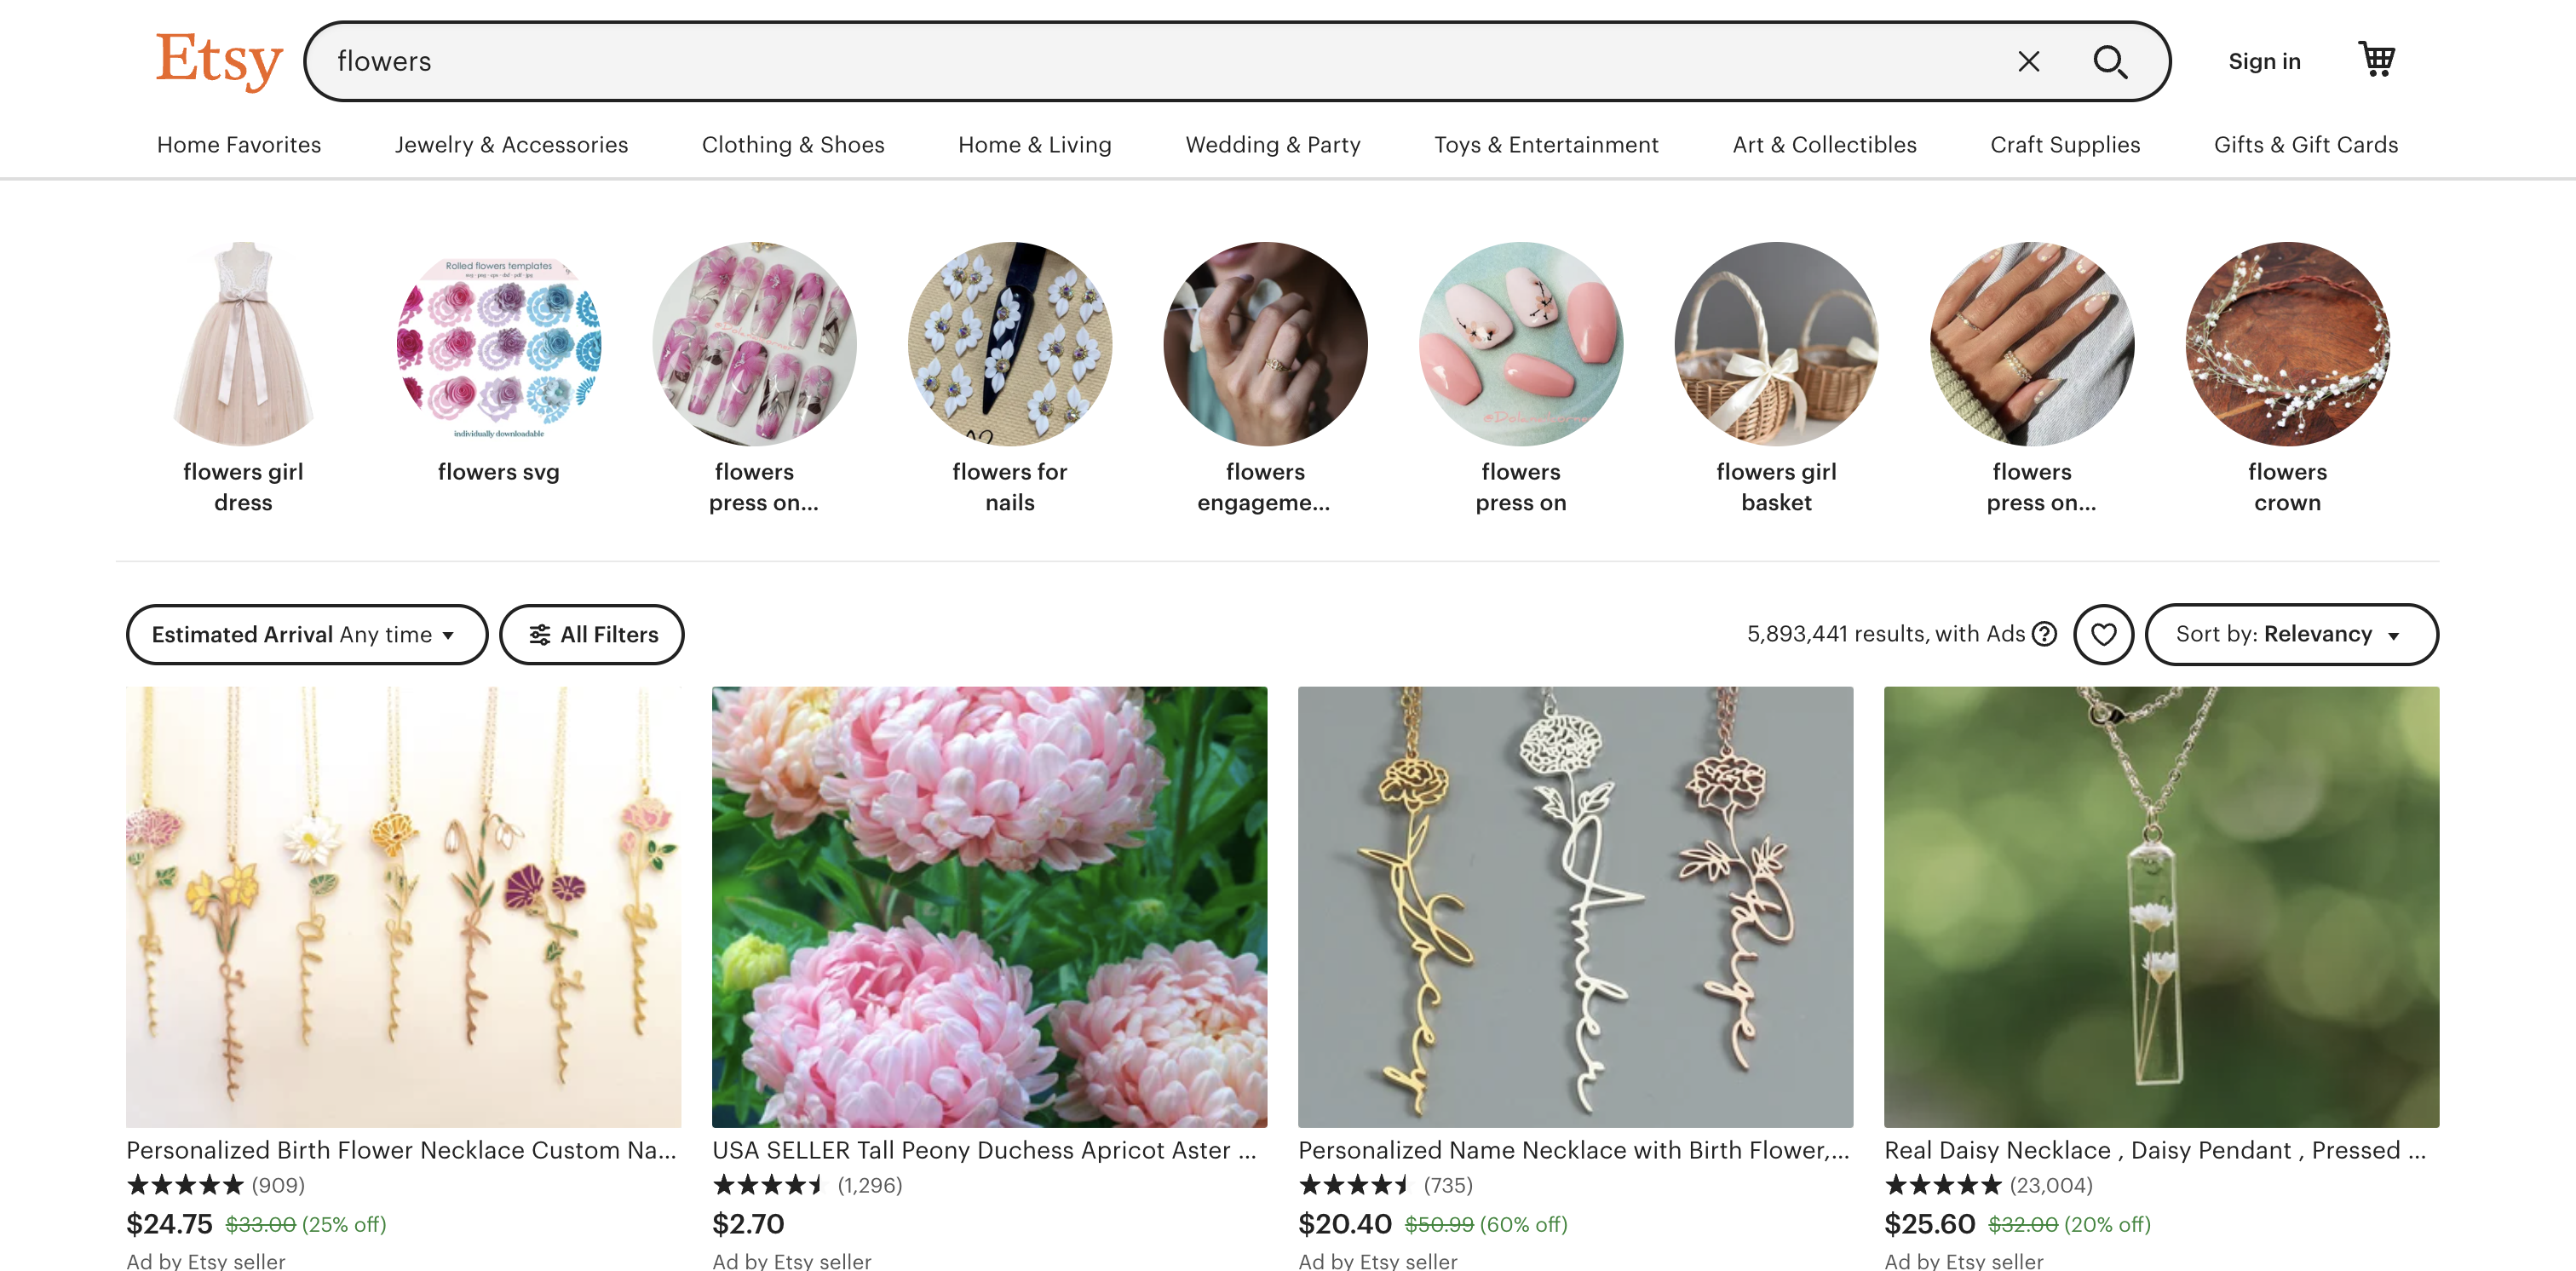 Etsy
flowers
Sign in
Home Favorites
Jewelry & Accessories
Clothing & Shoes
Home & Living
Wedding & Party
Toys & Entertainment
Art & Collectibles
Craft Supplies
Gifts & Gift Cards
Rolled flowers templates
individually downloadable
flowers girl
dress
flowers svg
flowers
press on...
flowers for
nails
flowers
engageme...
flowers
press on
flowers girl
basket
flowers
press on...
flowers
crown
Estimated Arrival Any time
All Filters
5,893,441 results, with Ads
Sort by: Relevancy
Amber
Paige
Personalized Birth Flower Necklace Custom Na...
(909)
$24.75 $33.00 (25% off)
Ad by Etsy seller
USA SELLER Tall Peony Duchess Apricot Aster ...
(1,296)
$2.70
Ad by Etsy seller
Personalized Name Necklace with Birth Flower,...
(735)
$20.40 $50.99 (60% off)
Ad by Etsy seller
Real Daisy Necklace , Daisy Pendant , Pressed ...
(23,004)
$25.60 $32.00 (20% off)
Ad by Etsy seller